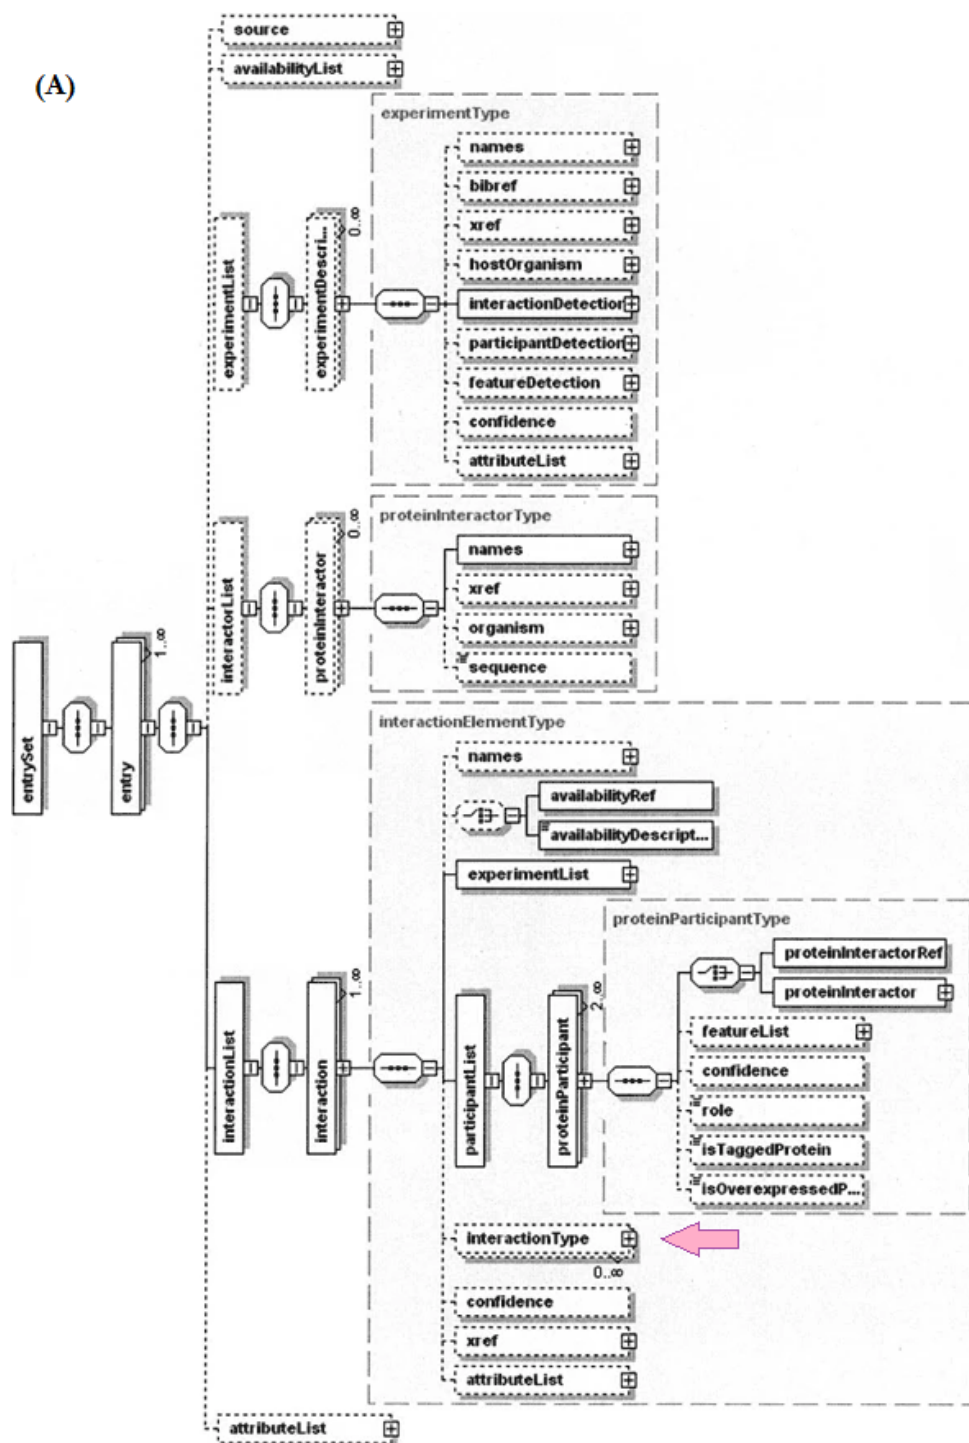 (A)
source
availabilityList
experimentType
experimentList
experimentDescri...
0..∞
names
bibref
xref
hostOrganism
interactionDetection
participantDetection
featureDetection
confidence
attributeList
proteinInteractorType
interactorList
proteinInteractor
0..∞
names
xref
organism
sequence
entrySet
entry
1..∞
interactionElementType
names
availabilityRef
availabilityDescript...
experimentList
interactionList
interaction
1..∞
participantList
proteinParticipant
2..∞
proteinParticipantType
proteinInteractorRef
proteinInteractor
featureList
confidence
role
isTaggedProtein
isOverexpressedP...
interactionType
0..∞
confidence
xref
attributeList
attributeList